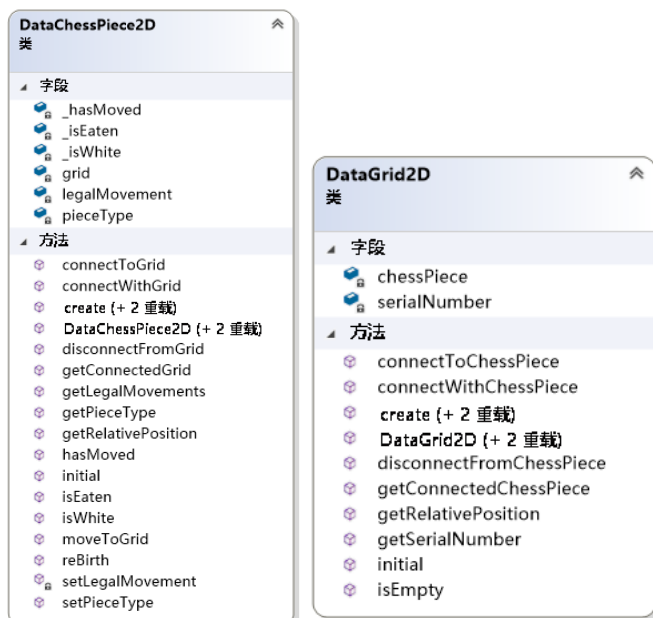 DataChessPiece2D
类
字段
_hasMoved
_isEaten
_isWhite
grid
legalMovement
pieceType
方法
connectToGrid
connectWithGrid
create (+ 2 重载)
DataChessPiece2D (+ 2 重载)
disconnectFromGrid
getConnectedGrid
getLegalMovements
getPieceType
getRelativePosition
hasMoved
initial
isEaten
isWhite
moveToGrid
reBirth
setLegalMovement
setPieceType
DataGrid2D
类
字段
chessPiece
serialNumber
方法
connectToChessPiece
connectWithChessPiece
create (+ 2 重载)
DataGrid2D (+ 2 重载)
disconnectFromChessPiece
getConnectedChessPiece
getRelativePosition
getSerialNumber
initial
isEmpty